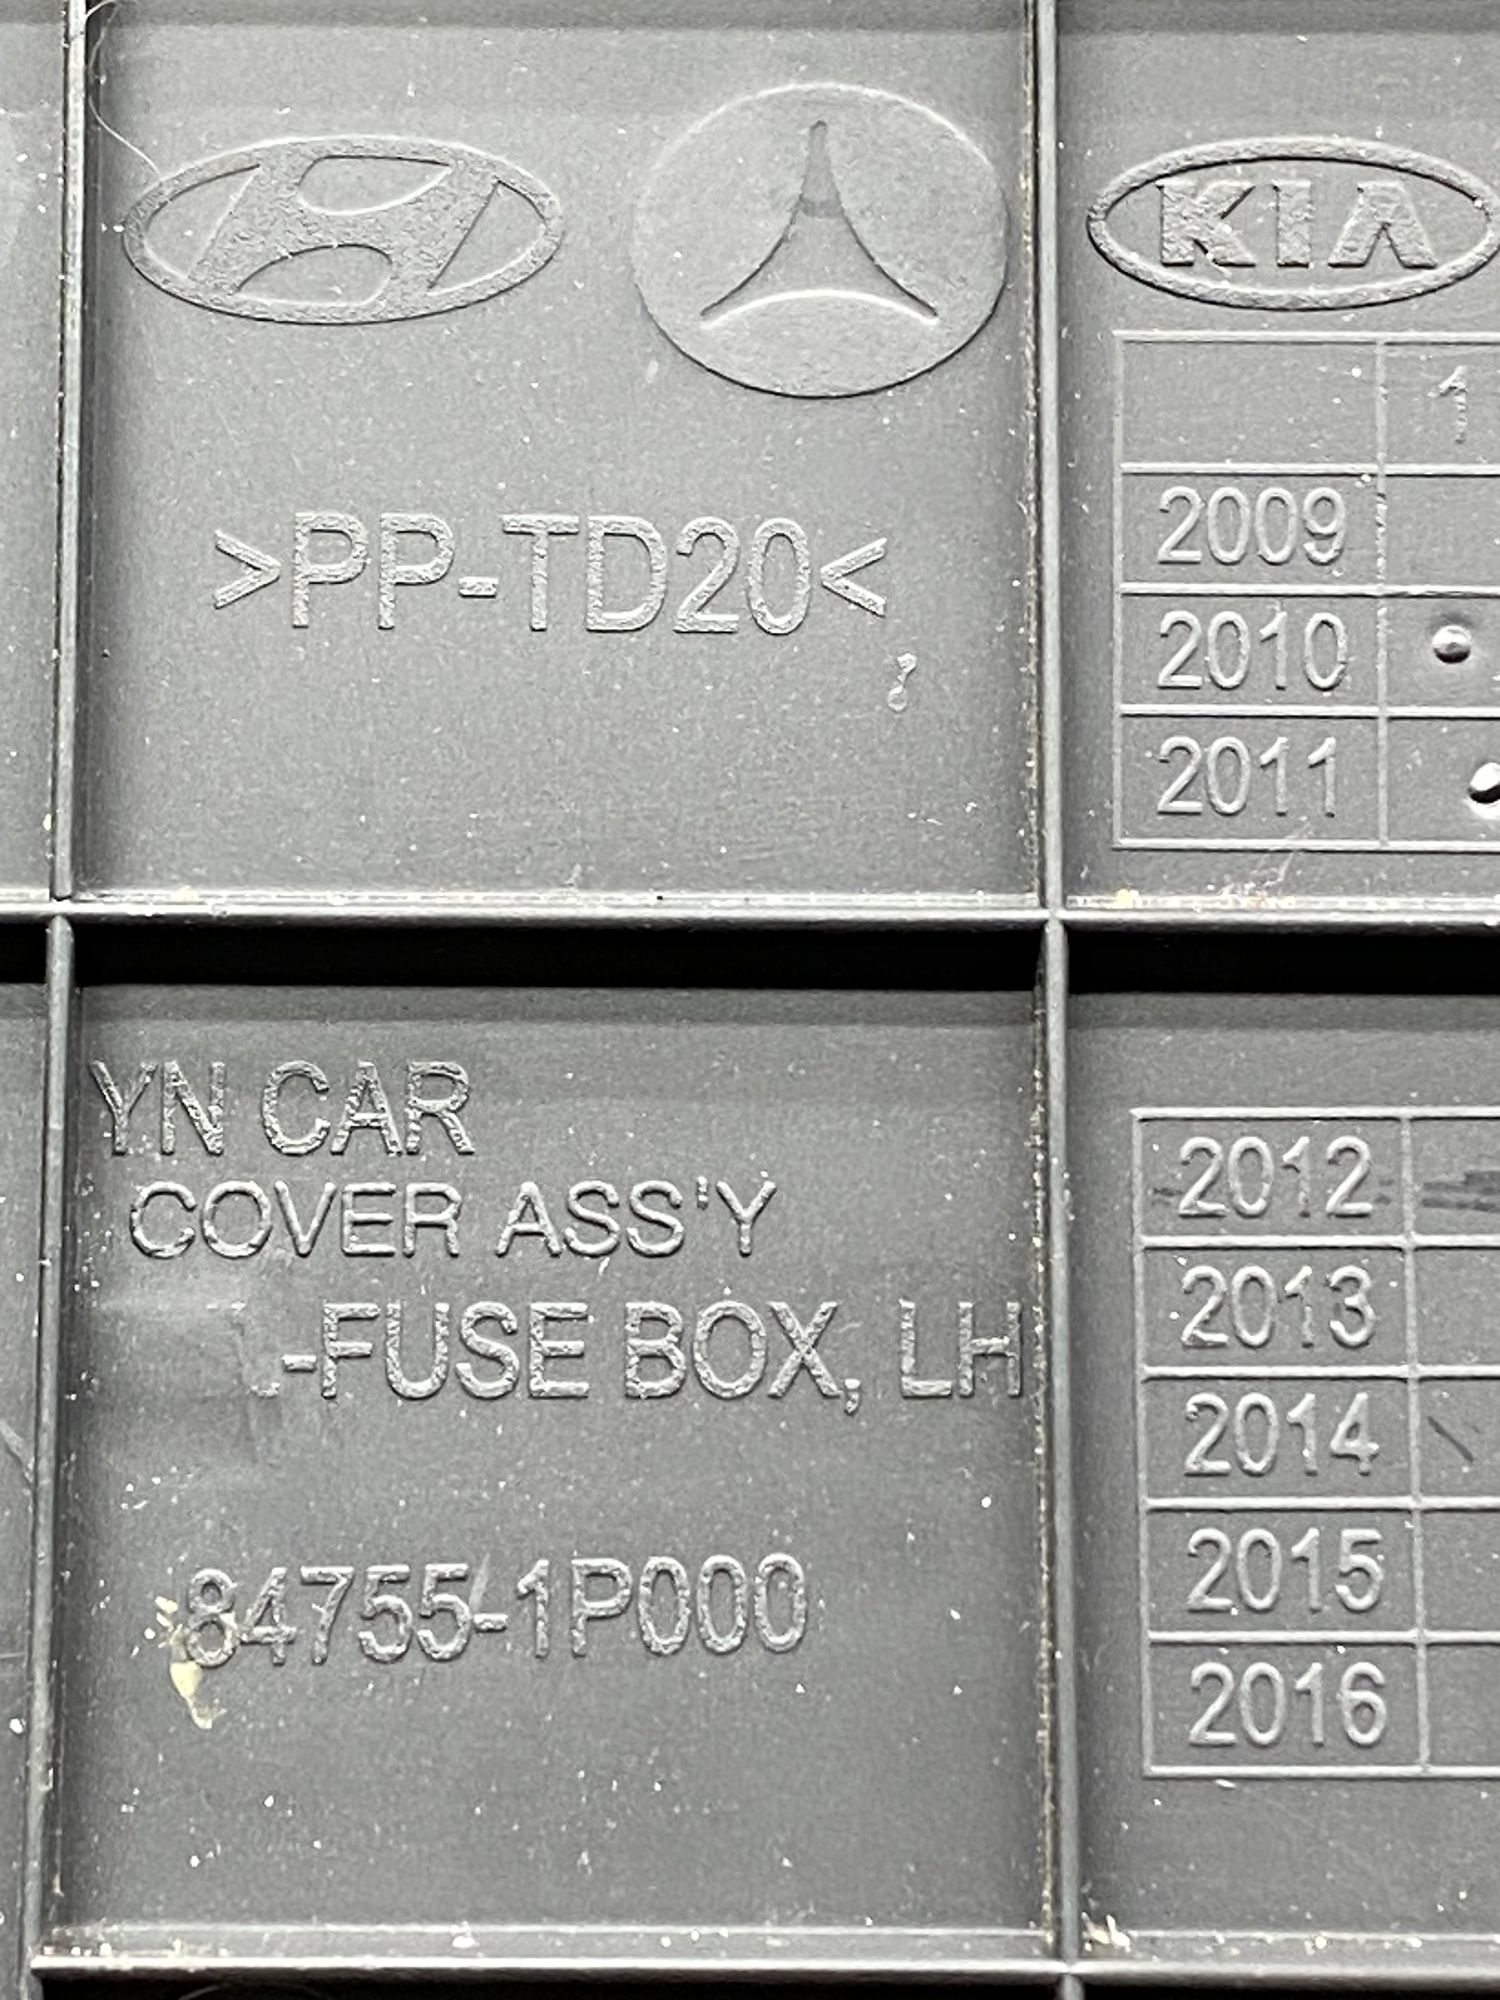 KIA
>PP-TD20<
1
2009
2010
2011
YN CAR
COVER ASS'Y
-FUSE BOX, LH
84755-1P000
2012
2013
2014
2015
2016